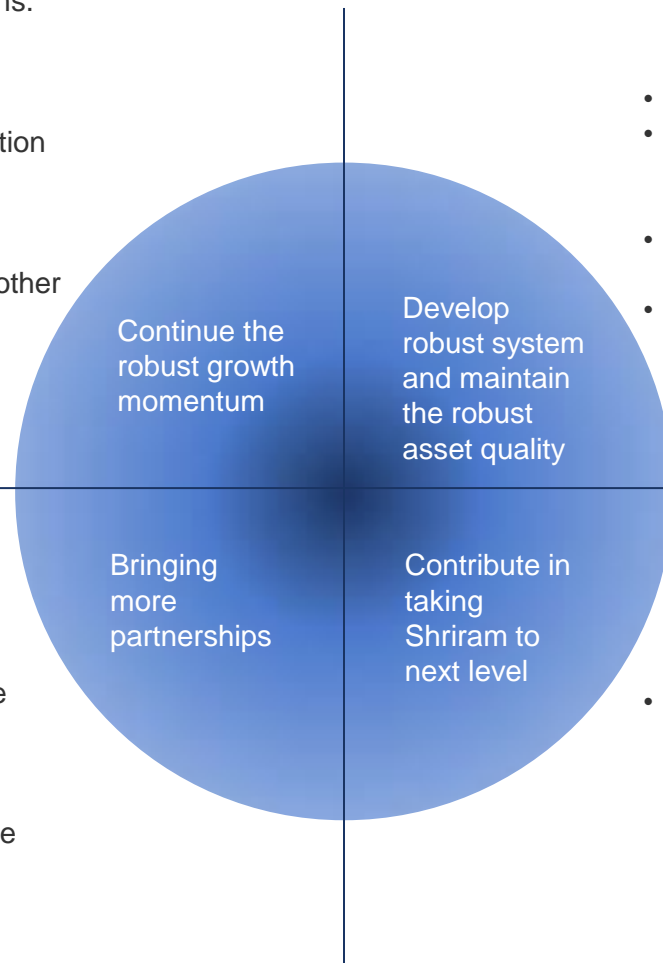 ns.
tion
other
Continue the
robust growth
momentum
Develop
robust system
and maintain
the robust
asset quality
Bringing
more
partnerships
Contribute in
taking
Shriram to
next level
e
e